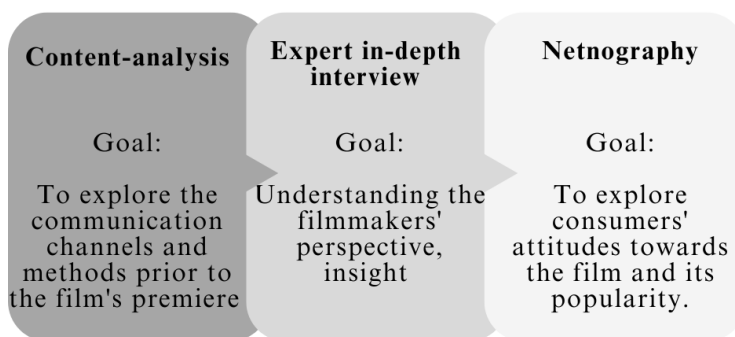 Content-analysis
Goal:
To explore the
communication
channels and
methods prior to
the film's premiere
Expert in-depth
interview
Goal:
Understanding the
filmmakers'
perspective,
insight
Netnography
Goal:
To explore
consumers'
attitudes towards
the film and its
popularity.